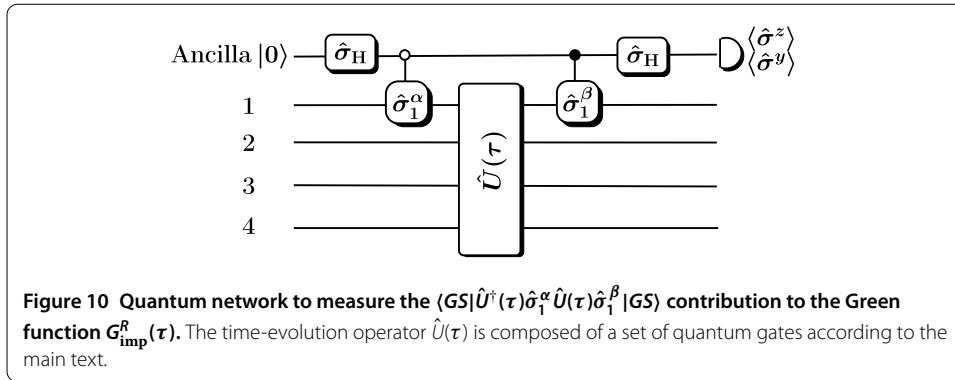 Ancilla |0⟩ σ̂_H σ̂_H ⟨σ̂^z⟩
⟨σ̂^y⟩
1 σ̂_1^α σ̂_1^β
2
Û(τ)
3
4
Figure 10 Quantum network to measure the ⟨GS|Û†(τ)σ̂_1^αÛ(τ)σ̂_1^β|GS⟩ contribution to the Green
function G_imp^R(τ). The time-evolution operator Û(τ) is composed of a set of quantum gates according to the
main text.